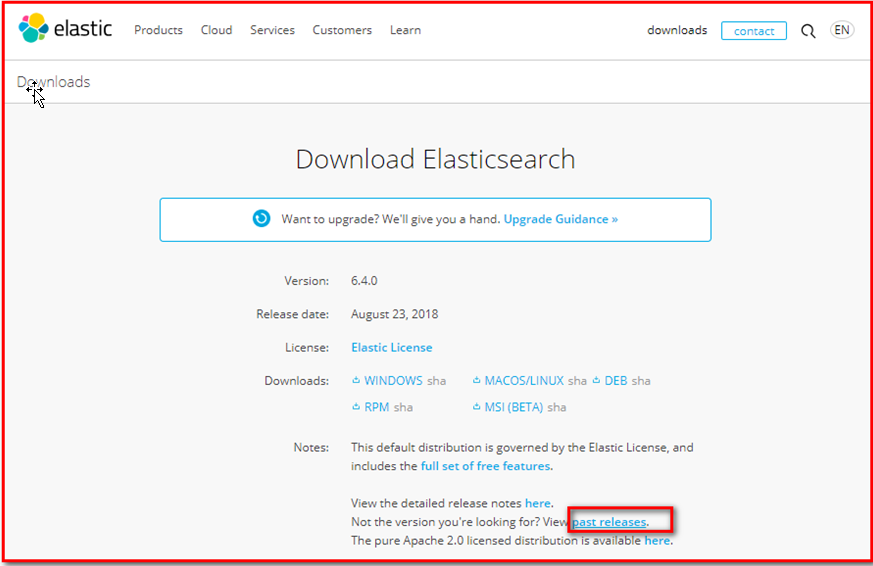 elastic Products Cloud Services Customers Learn downloads contact EN
Downloads
Download Elasticsearch
Want to upgrade? We'll give you a hand. Upgrade Guidance »
Version: 6.4.0
Release date: August 23, 2018
License: Elastic License
Downloads: WINDOWS sha MACOS/LINUX sha DEB sha
RPM sha MSI (BETA) sha
Notes: This default distribution is governed by the Elastic License, and
includes the full set of free features.
View the detailed release notes here.
Not the version you're looking for? View past releases.
The pure Apache 2.0 licensed distribution is available here.